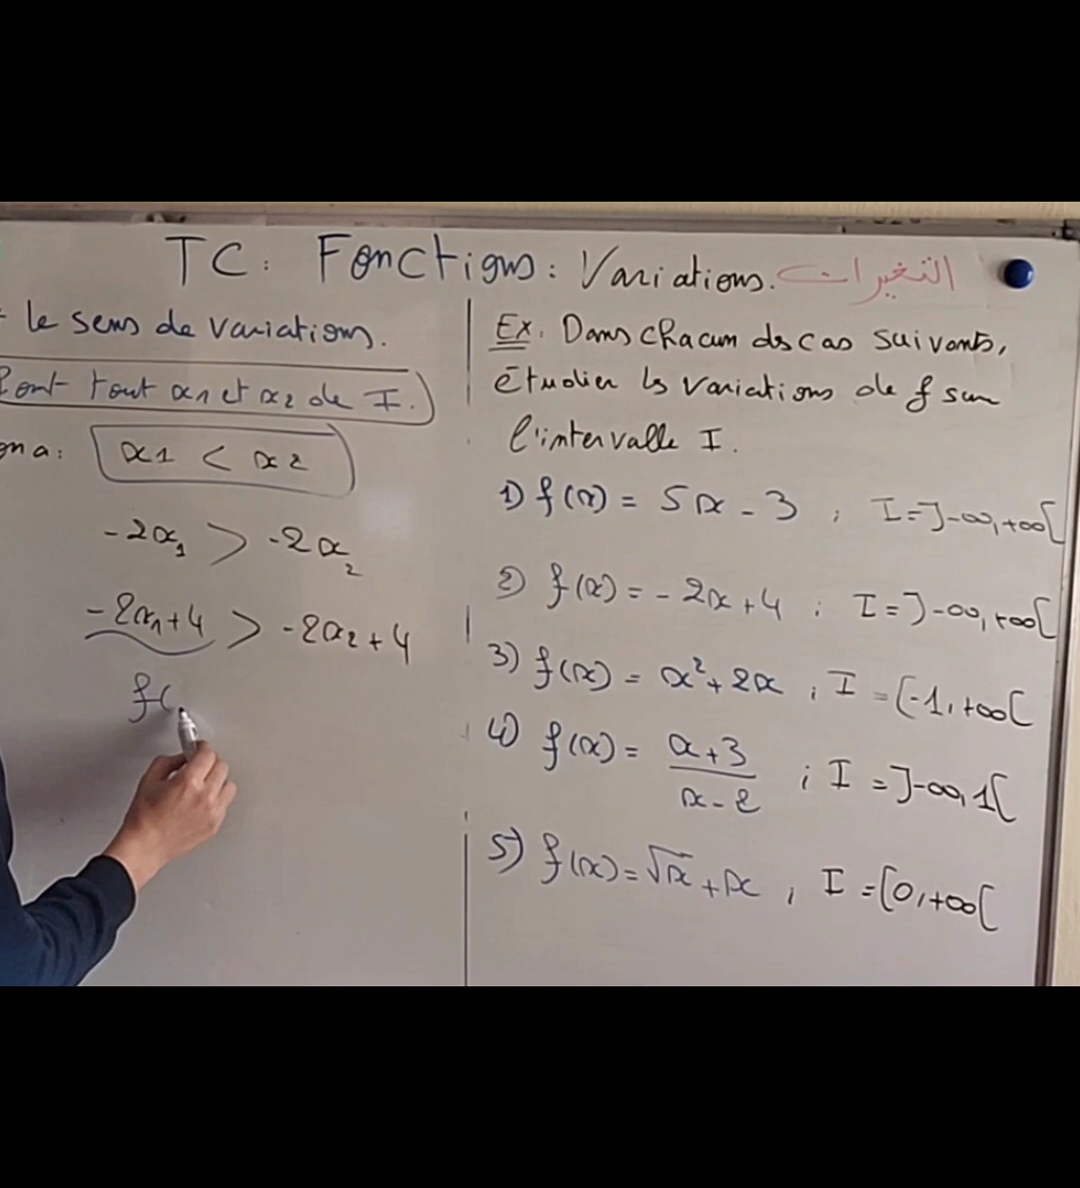 TC: Fonctions: Variations. التغيرات
le sens de variations.
Pour tout x1 et x2 de I.
on a: x1 < x2
-2x1 > -2x2
-2x1+4 > -2x2+4
f(
Ex. Dans chacun des cas suivants,
étudier les variations de f sur
l'intervalle I.
1) f(x) = 5x - 3 ; I = ]-∞,+∞[
2) f(x) = - 2x + 4 ; I = ]-∞,+∞[
3) f(x) = x²+2x ; I = [-1,+∞[
4) f(x) = x+3 / x-2 ; I = ]-∞,1[
5) f(x) = √x + x , I = [0,+∞[